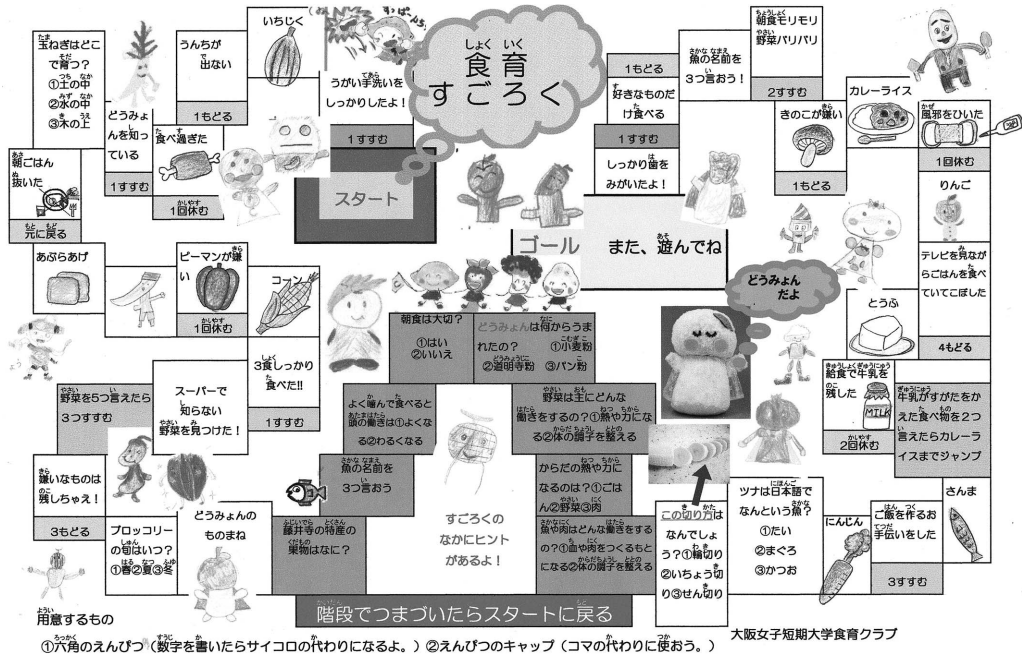 食育
すごろく
スタート
うがい手洗いを
しっかりしたよ！
1すすむ
いちじく
うんちが
出ない
1もどる
食べ過ぎた
1回休む
どうみょ
んを知っ
ている
1すすむ
玉ねぎはどこ
で育つ？
①土の中
②水の中
③木の上
朝ごはん
抜いた
元に戻る
あぶらあげ
ピーマンが嫌
い
1回休む
コーン
3食しっかり
食べた!!
1すすむ
スーパーで
知らない
野菜を見つけた！
野菜を5つ言えたら
3つすすむ
嫌いなものは
残しちゃえ！
3もどる
ブロッコリー
の旬はいつ？
①春②夏③冬
どうみょんの
ものまね
藤井寺の特産の
果物はなに？
魚の名前を
3つ言おう
よく噛んで食べると
頭の働きは①よくな
る②わるくなる
朝食は大切？
①はい
②いいえ
どうみょんは何からうま
れたの？　①小麦粉
②道明寺粉　③パン粉
野菜は主にどんな
働きをするの？①熱や力にな
る②体の調子を整える
からだの熱や力に
なるのは？①ごは
ん②野菜③肉
魚や肉はどんな働きをする
の？①血や肉をつくるもと
になる②体の調子を整える
この切り方は
なんでしょ
う？①輪切り
②いちょう切
り③せん切り
ツナは日本語で
なんという魚？
①たい
②まぐろ
③かつお
にんじん
ご飯を作るお
手伝いをした
3すすむ
さんま
牛乳がすがたをか
えた食べ物を2つ
言えたらカレーラ
イスまでジャンプ
給食で牛乳を
残した
MILK
2回休む
とうふ
テレビを見なが
らごはんを食べ
ていてこぼした
4もどる
りんご
風邪をひいた
1回休む
カレーライス
きのこが嫌い
1もどる
朝食モリモリ
野菜バリバリ
2すすむ
魚の名前を
3つ言おう！
1もどる
好きなものだ
け食べる
1すすむ
しっかり歯を
みがいたよ！
ゴール　また、遊んでね
どうみょん
だよ
すごろくの
なかにヒント
があるよ！
階段でつまづいたらスタートに戻る
用意するもの
①六角のえんぴつ（数字を書いたらサイコロの代わりになるよ。）②えんぴつのキャップ（コマの代わりに使おう。）
大阪女子短期大学食育クラブ